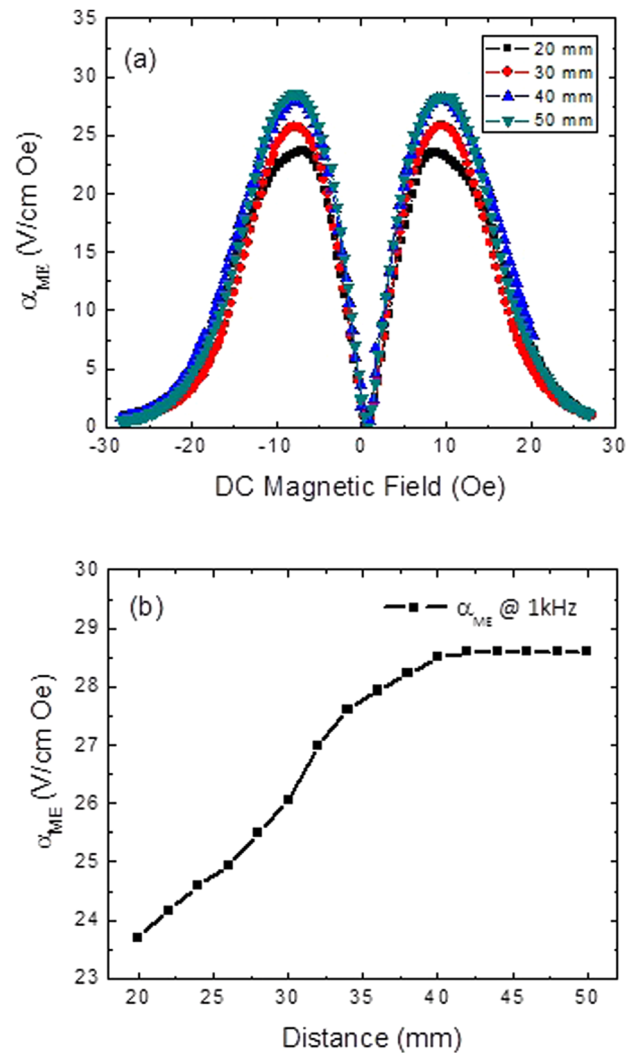 (a)
20 mm
30 mm
40 mm
50 mm
35
30
25
20
15
10
5
0
-30 -20 -10 0 10 20 30
α_ME (V/cm Oe)
DC Magnetic Field (Oe)
(b)
α_ME @ 1kHz
30
29
28
27
26
25
24
23
20 25 30 35 40 45 50
α_ME (V/cm Oe)
Distance (mm)